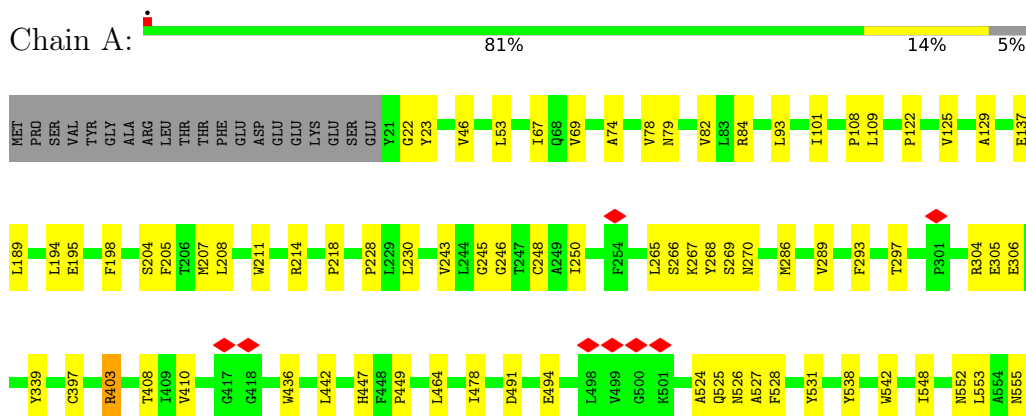 Chain A:
81% 14% 5%
MET PRO SER VAL TYR GLY ALA ARG LEU THR THR PHE GLU ASP GLU GLU LYS GLU SER GLU Y21 G22 Y23 V46 L53 I67 Q68 V69 A74 V78 N79 V82 L83 R84 L93 I101 P108 L109 P122 V125 A129 E137
L189 L194 E195 F198 S204 F205 T206 M207 L208 W211 R214 P218 P228 L229 L230 V243 L244 G245 G246 T247 C248 A249 I250 F254 L265 S266 K267 Y268 S269 N270 M286 V289 F293 T297 P301 R304 E305 E306
Y339 C397 R403 T408 I409 V410 G417 G418 W436 L442 H447 F448 P449 L464 I478 D491 E494 L498 V499 G500 K501 A524 Q525 N526 A527 F528 Y531 Y538 W542 I548 N552 L553 A554 N555